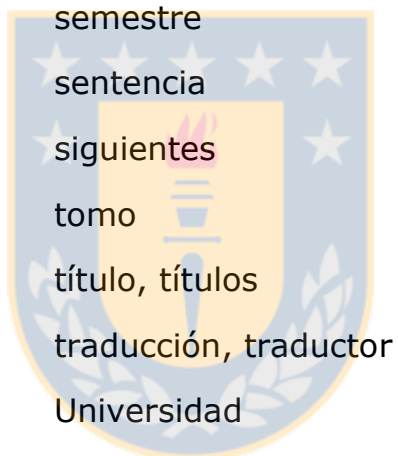 semestre
sentencia
siguientes
tomo
título, títulos
traducción, traductor
Universidad